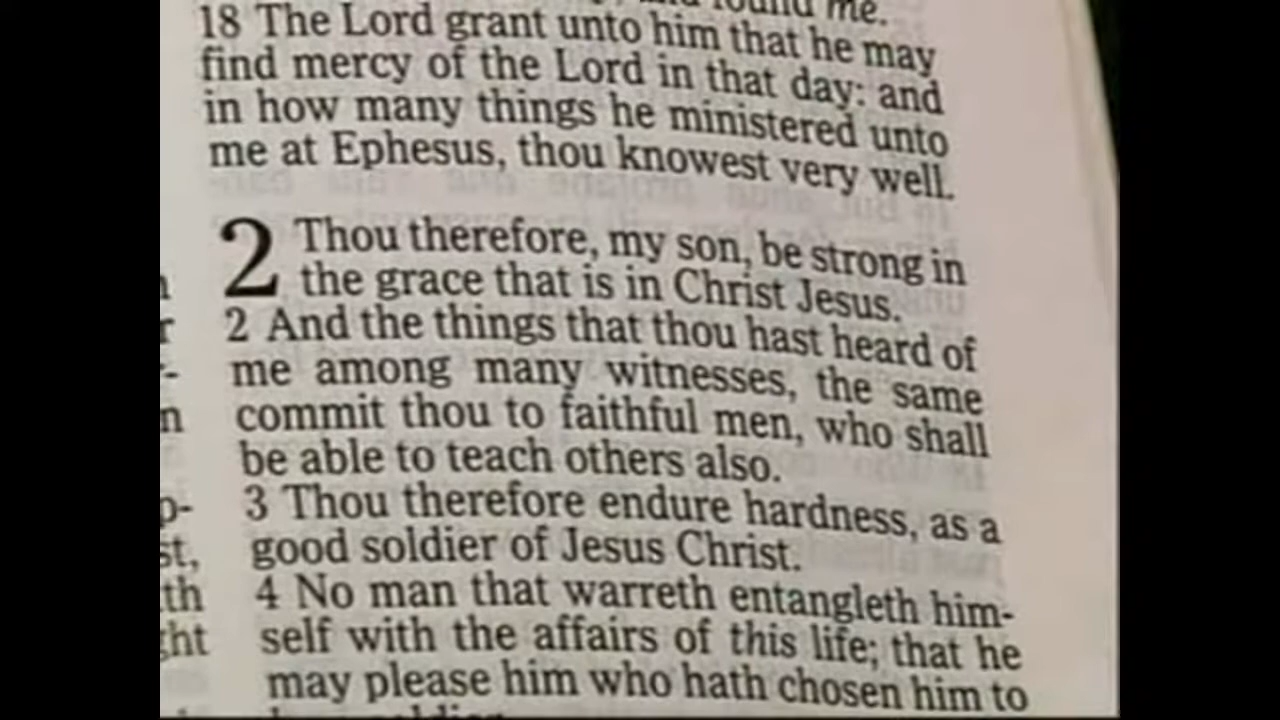 found me.
18 The Lord grant unto him that he may
find mercy of the Lord in that day: and
in how many things he ministered unto
me at Ephesus, thou knowest very well.
2 Thou therefore, my son, be strong in
the grace that is in Christ Jesus.
2 And the things that thou hast heard of
me among many witnesses, the same
commit thou to faithful men, who shall
be able to teach others also.
3 Thou therefore endure hardness, as a
good soldier of Jesus Christ.
4 No man that warreth entangleth him-
self with the affairs of this life; that he
may please him who hath chosen him to